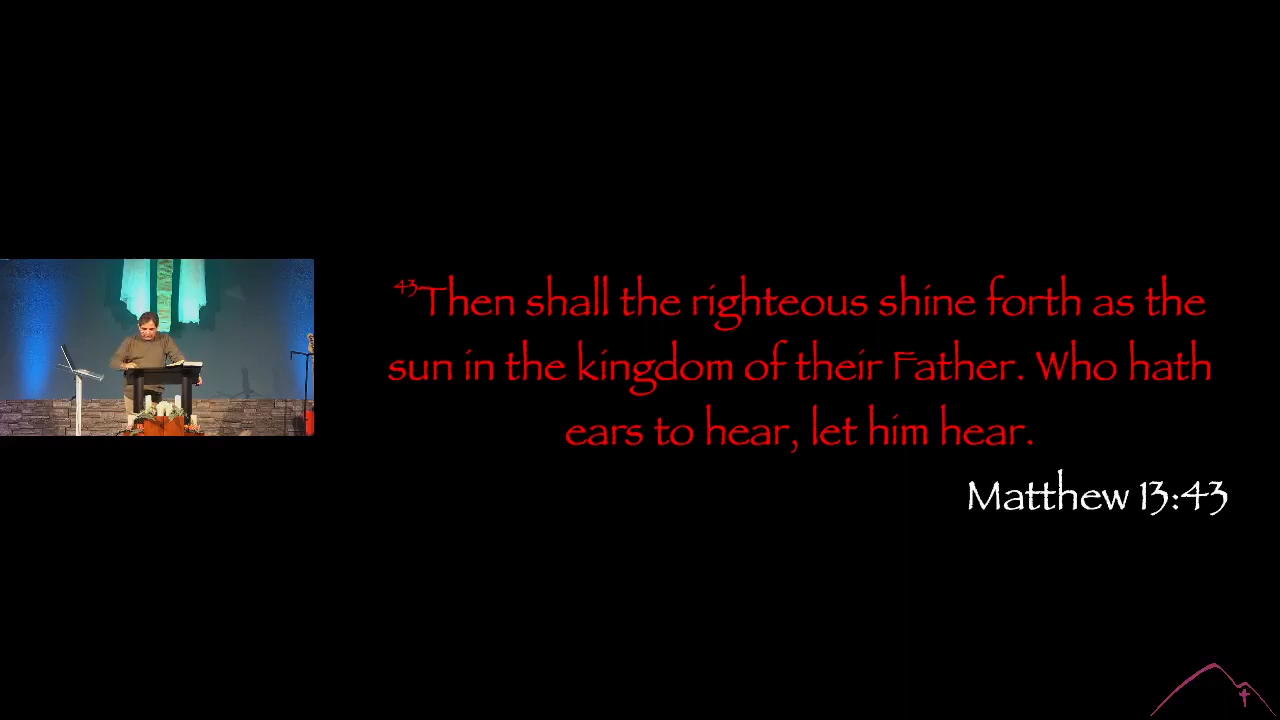 43Then shall the righteous shine forth as the
sun in the kingdom of their Father. Who hath
ears to hear, let him hear.
Matthew 13:43